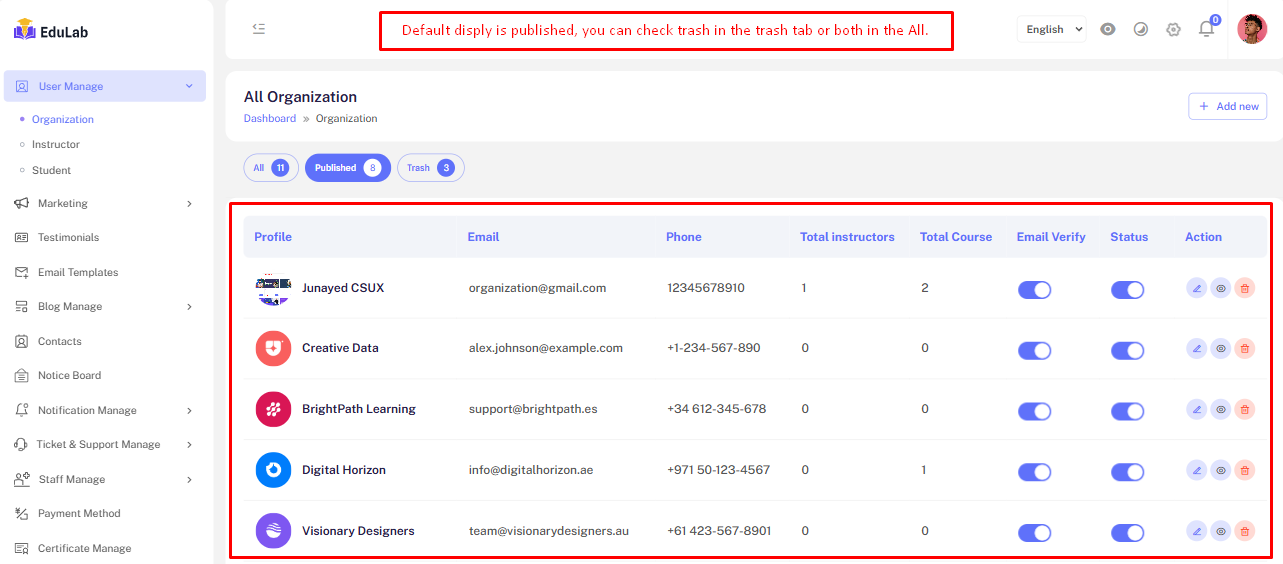 EduLab
Default disply is published, you can check trash in the trash tab or both in the All.
English
0
User Manage
Organization
Instructor
Student
Marketing
Testimonials
Email Templates
Blog Manage
Contacts
Notice Board
Notification Manage
Ticket & Support Manage
Staff Manage
Payment Method
Certificate Manage
All Organization
Dashboard » Organization
+ Add new
All 11 Published 8 Trash 3
Profile Email Phone Total instructors Total Course Email Verify Status Action
Junayed CSUX organization@gmail.com 12345678910 1 2
Creative Data alex.johnson@example.com +1-234-567-890 0 0
BrightPath Learning support@brightpath.es +34 612-345-678 0 0
Digital Horizon info@digitalhorizon.ae +971 50-123-4567 0 1
Visionary Designers team@visionarydesigners.au +61 423-567-8901 0 0